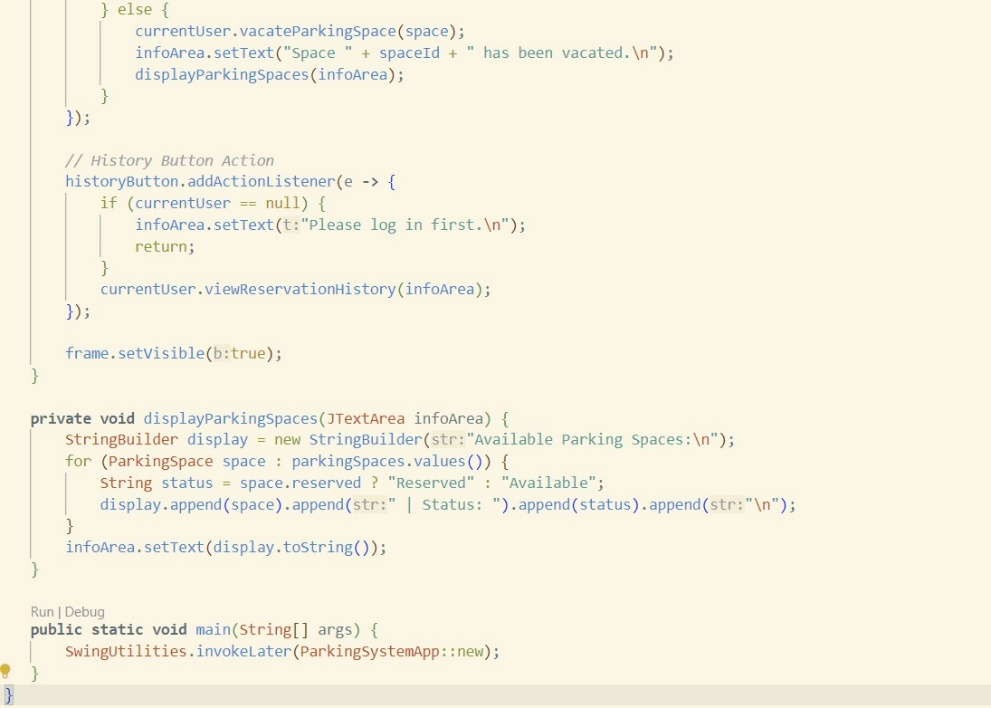 } else {
currentUser.vacateParkingSpace(space);
infoArea.setText("Space " + spaceId + " has been vacated.\n");
displayParkingSpaces(infoArea);
}
});
// History Button Action
historyButton.addActionListener(e -> {
if (currentUser == null) {
infoArea.setText(t:"Please log in first.\n");
return;
}
currentUser.viewReservationHistory(infoArea);
});
frame.setVisible(b:true);
}
private void displayParkingSpaces(JTextArea infoArea) {
StringBuilder display = new StringBuilder(str:"Available Parking Spaces:\n");
for (ParkingSpace space : parkingSpaces.values()) {
String status = space.reserved ? "Reserved" : "Available";
display.append(space).append(str:" | Status: ").append(status).append(str:"\n");
}
infoArea.setText(display.toString());
}
Run | Debug
public static void main(String[] args) {
SwingUtilities.invokeLater(ParkingSystemApp::new);
}
}